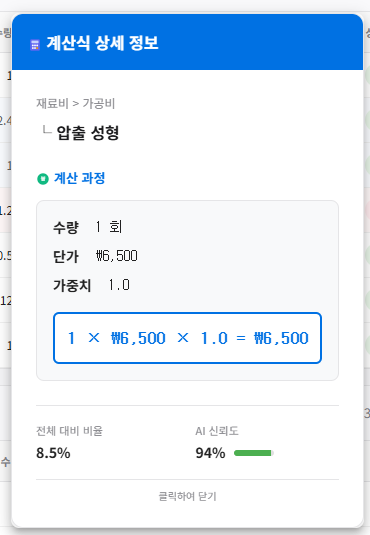 계산식 상세 정보
재료비 > 가공비
└ 압출 성형
계산 과정
수량 1 회
단가 ₩6,500
가중치 1.0
1 × ₩6,500 × 1.0 = ₩6,500
전체 대비 비율 AI 신뢰도
8.5% 94%
클릭하여 닫기